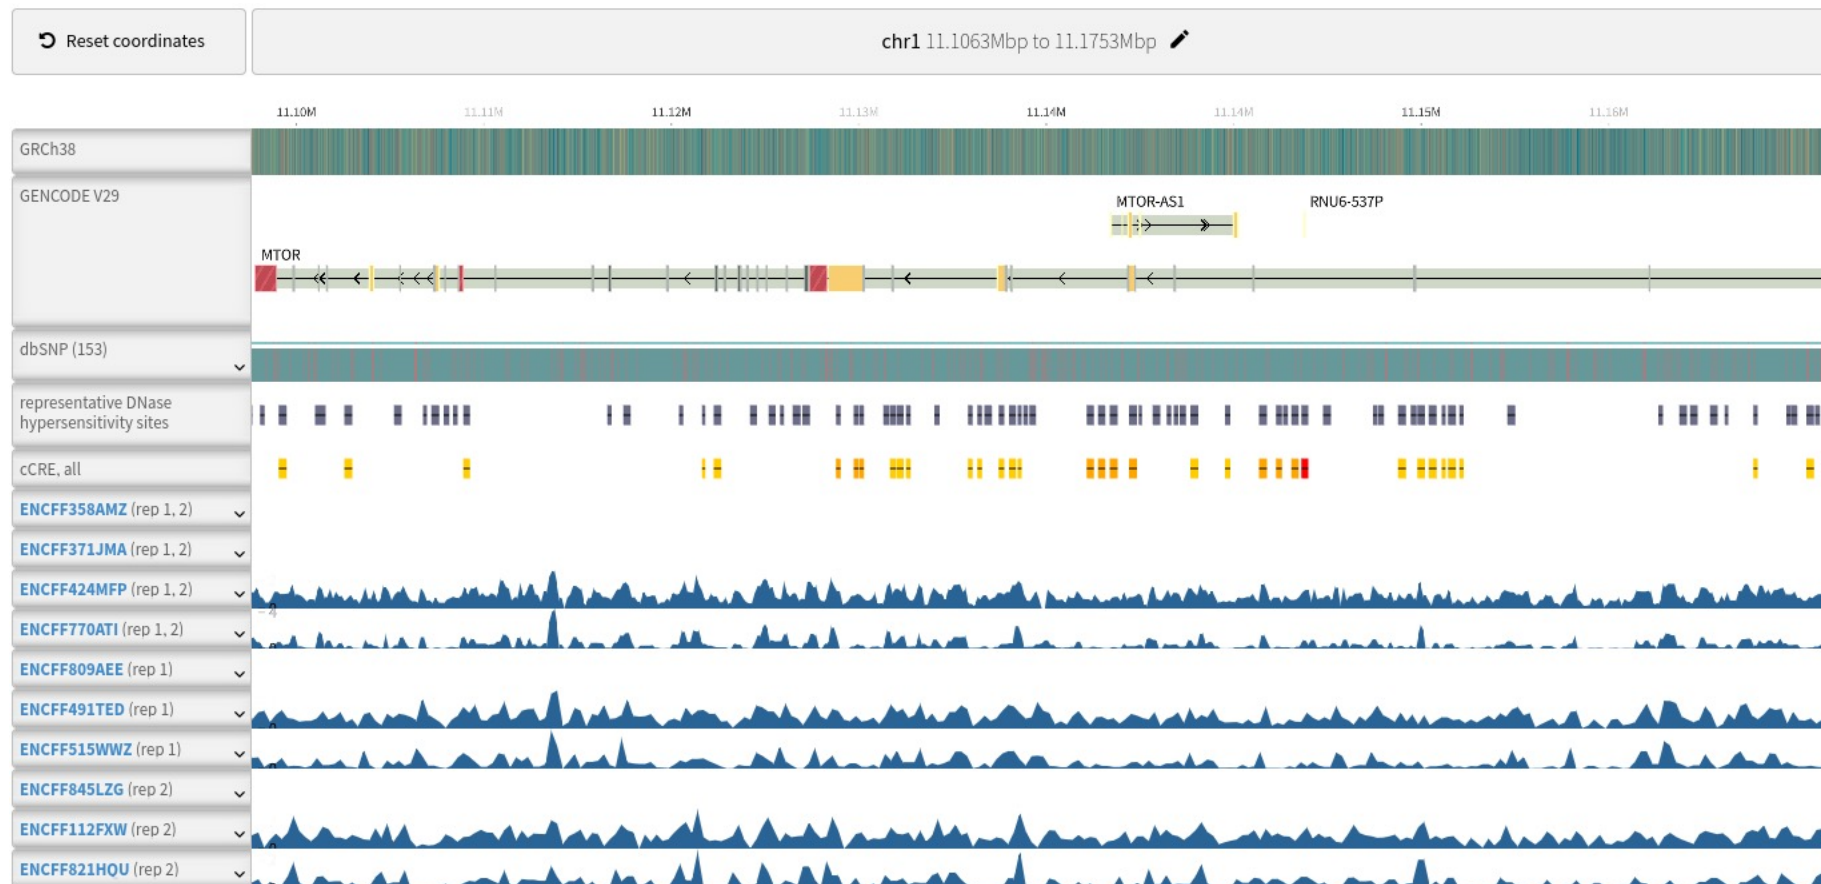 Reset coordinates
chr1 11.1063Mbp to 11.1753Mbp
11.10M 11.11M 11.12M 11.13M 11.14M 11.14M 11.15M 11.16M
GRCh38
GENCODE V29
MTOR-AS1 RNU6-537P
MTOR
dbSNP (153)
representative DNase
hypersensitivity sites
cCRE, all
ENCFF358AMZ (rep 1, 2)
ENCFF371JMA (rep 1, 2)
ENCFF424MFP (rep 1, 2)
ENCFF770ATI (rep 1, 2)
ENCFF809AEE (rep 1)
ENCFF491TED (rep 1)
ENCFF515WWZ (rep 1)
ENCFF845LZG (rep 2)
ENCFF112FXW (rep 2)
ENCFF821HQU (rep 2)